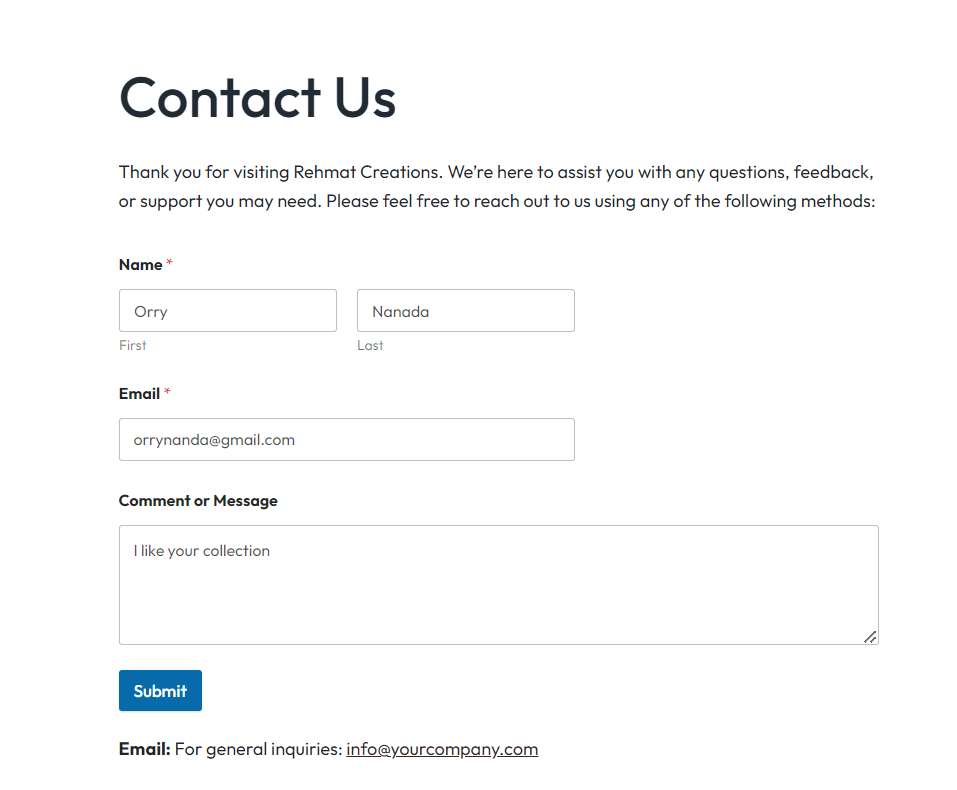 Contact Us
Thank you for visiting Rehmat Creations. We’re here to assist you with any questions, feedback,
or support you may need. Please feel free to reach out to us using any of the following methods:
Name *
Orry Nanada
First Last
Email *
orrynanda@gmail.com
Comment or Message
I like your collection
Submit
Email: For general inquiries: info@yourcompany.com